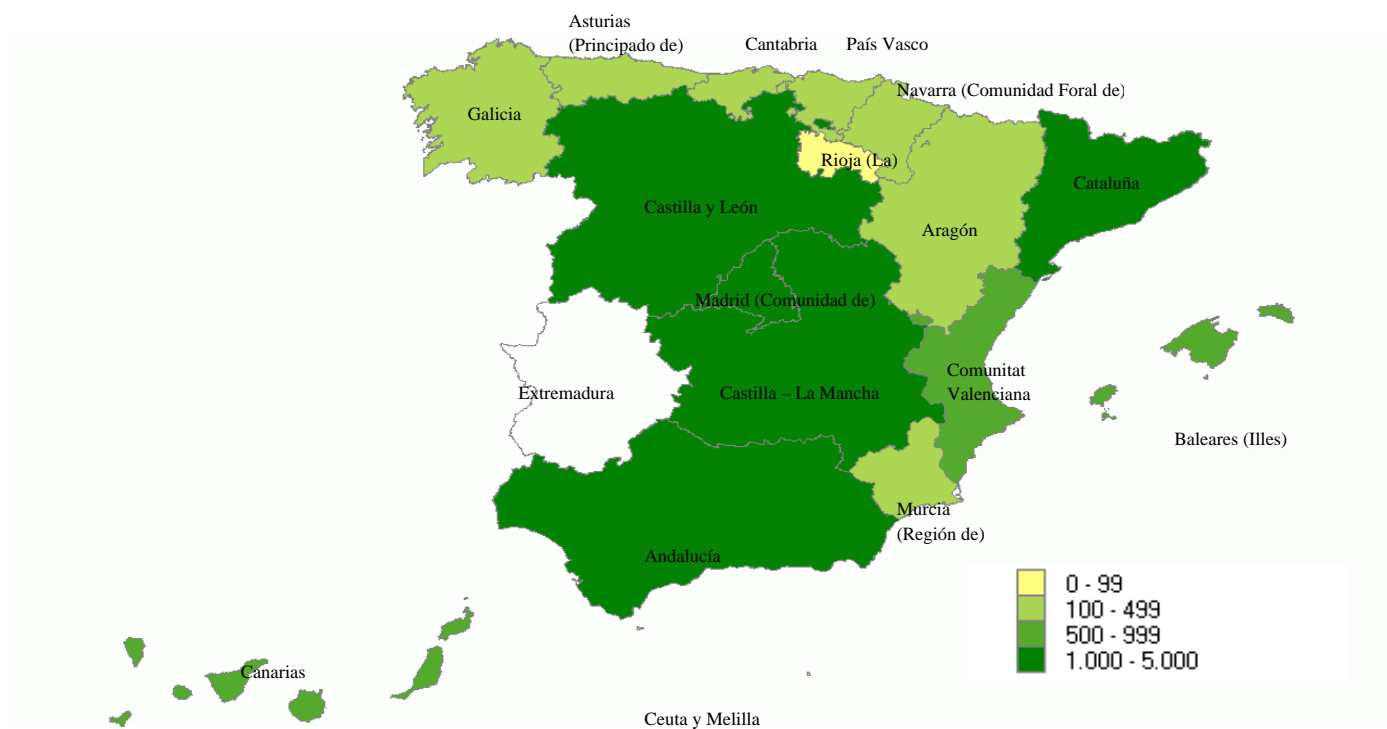 Asturias
(Principado de)
Cantabria
País Vasco
Navarra (Comunidad Foral de)
Galicia
Rioja (La)
Cataluña
Castilla y León
Aragón
Madrid (Comunidad de)
Comunitat
Valenciana
Extremadura
Castilla – La Mancha
Baleares (Illes)
Murcia
(Región de)
Andalucía
0 - 99
100 - 499
500 - 999
1.000 - 5.000
Canarias
Ceuta y Melilla